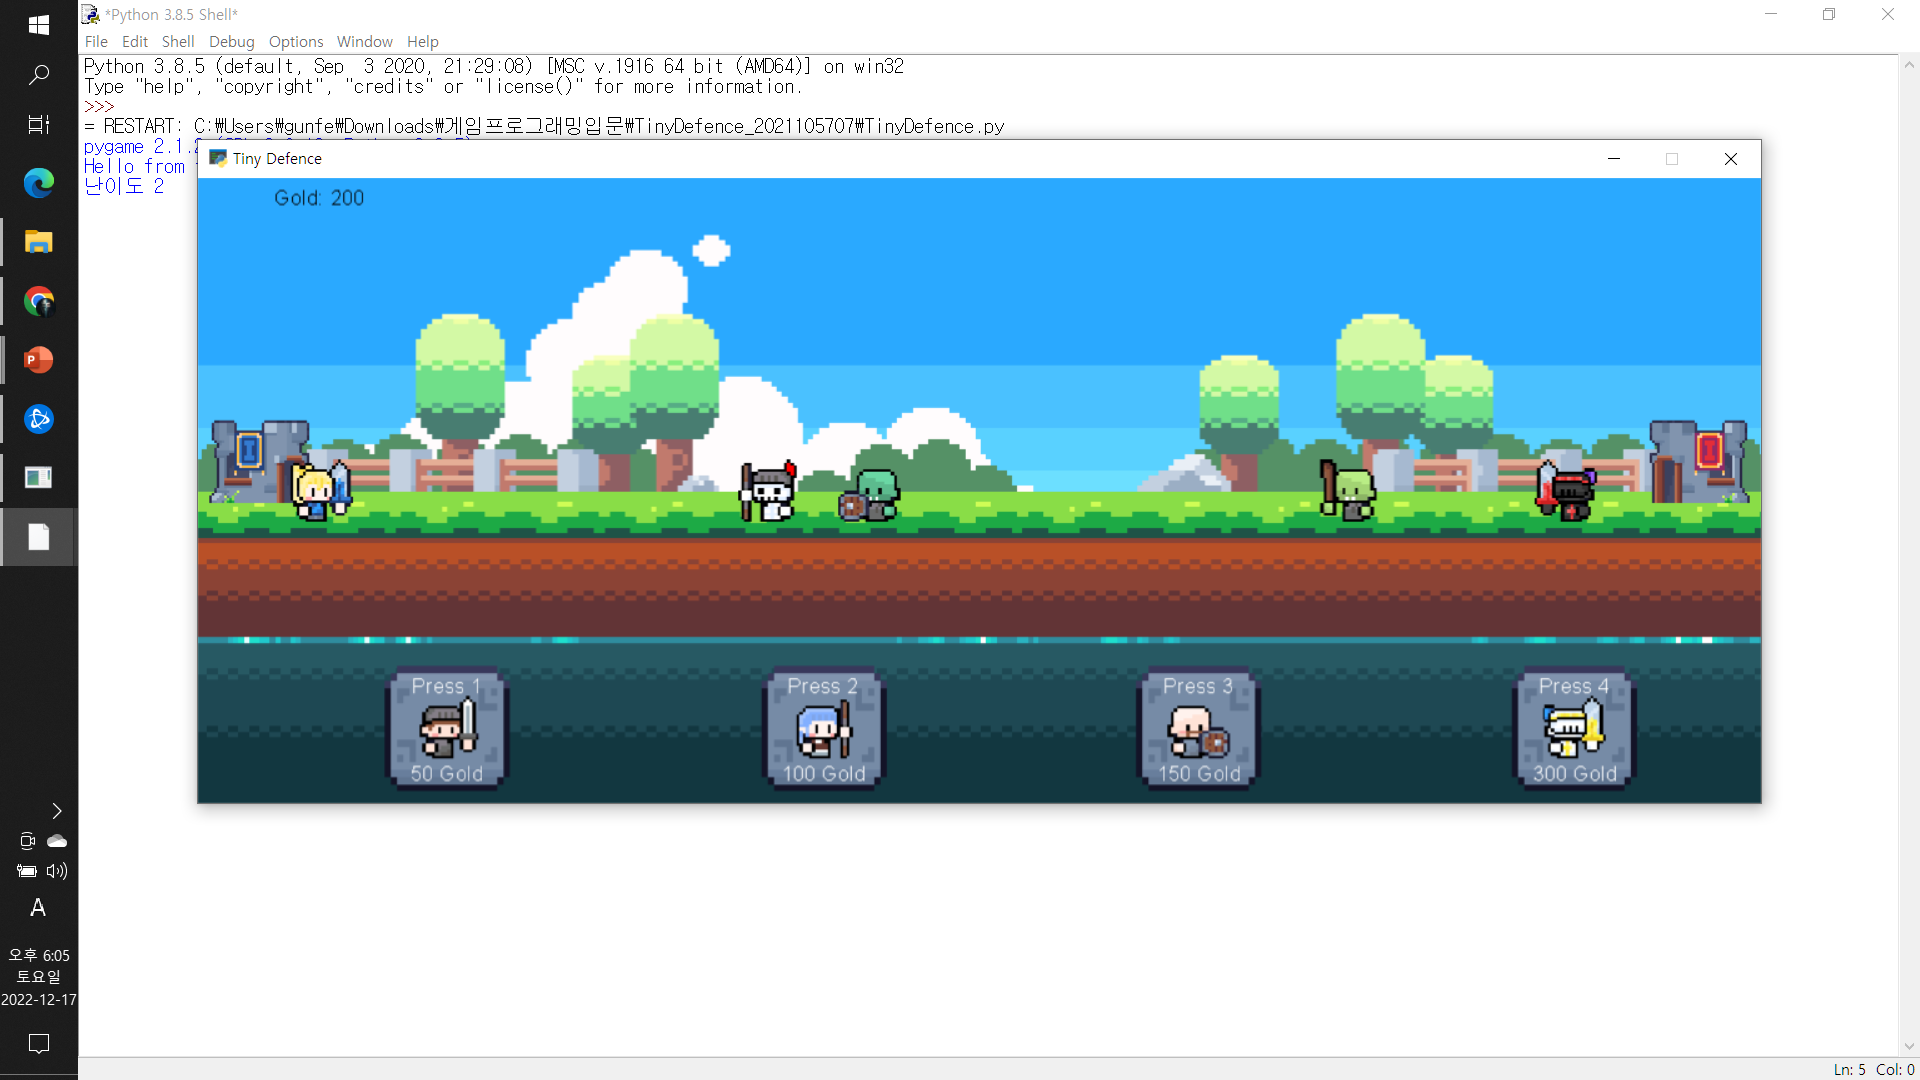 *Python 3.8.5 Shell*
File Edit Shell Debug Options Window Help
Python 3.8.5 (default, Sep  3 2020, 21:29:08) [MSC v.1916 64 bit (AMD64)] on win32
Type "help", "copyright", "credits" or "license()" for more information.
>>>
= RESTART: C:₩Users₩gunfe₩Downloads₩게임프로그래밍입문₩TinyDefence_2021105707₩TinyDefence.py
pygame 2.1.2
Hello from
난이도 2
Tiny Defence
Gold: 200
Press 1
50 Gold
Press 2
100 Gold
Press 3
150 Gold
Press 4
300 Gold
A
오후 6:05
토요일
2022-12-17
Ln: 5 Col: 0